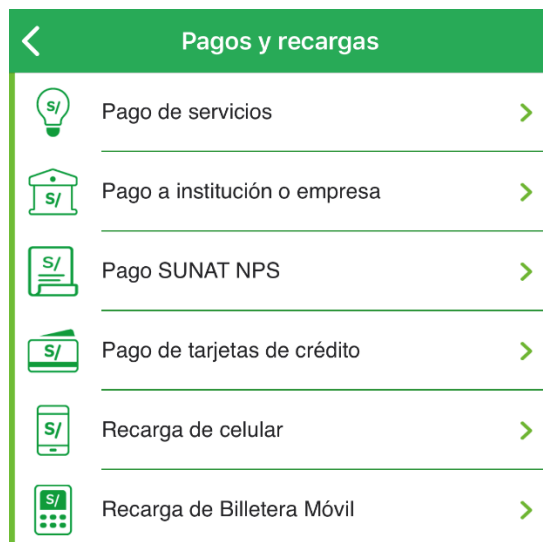 Pagos y recargas
S/ Pago de servicios
S/ Pago a institución o empresa
S/ Pago SUNAT NPS
S/ Pago de tarjetas de crédito
S/ Recarga de celular
S/ Recarga de Billetera Móvil